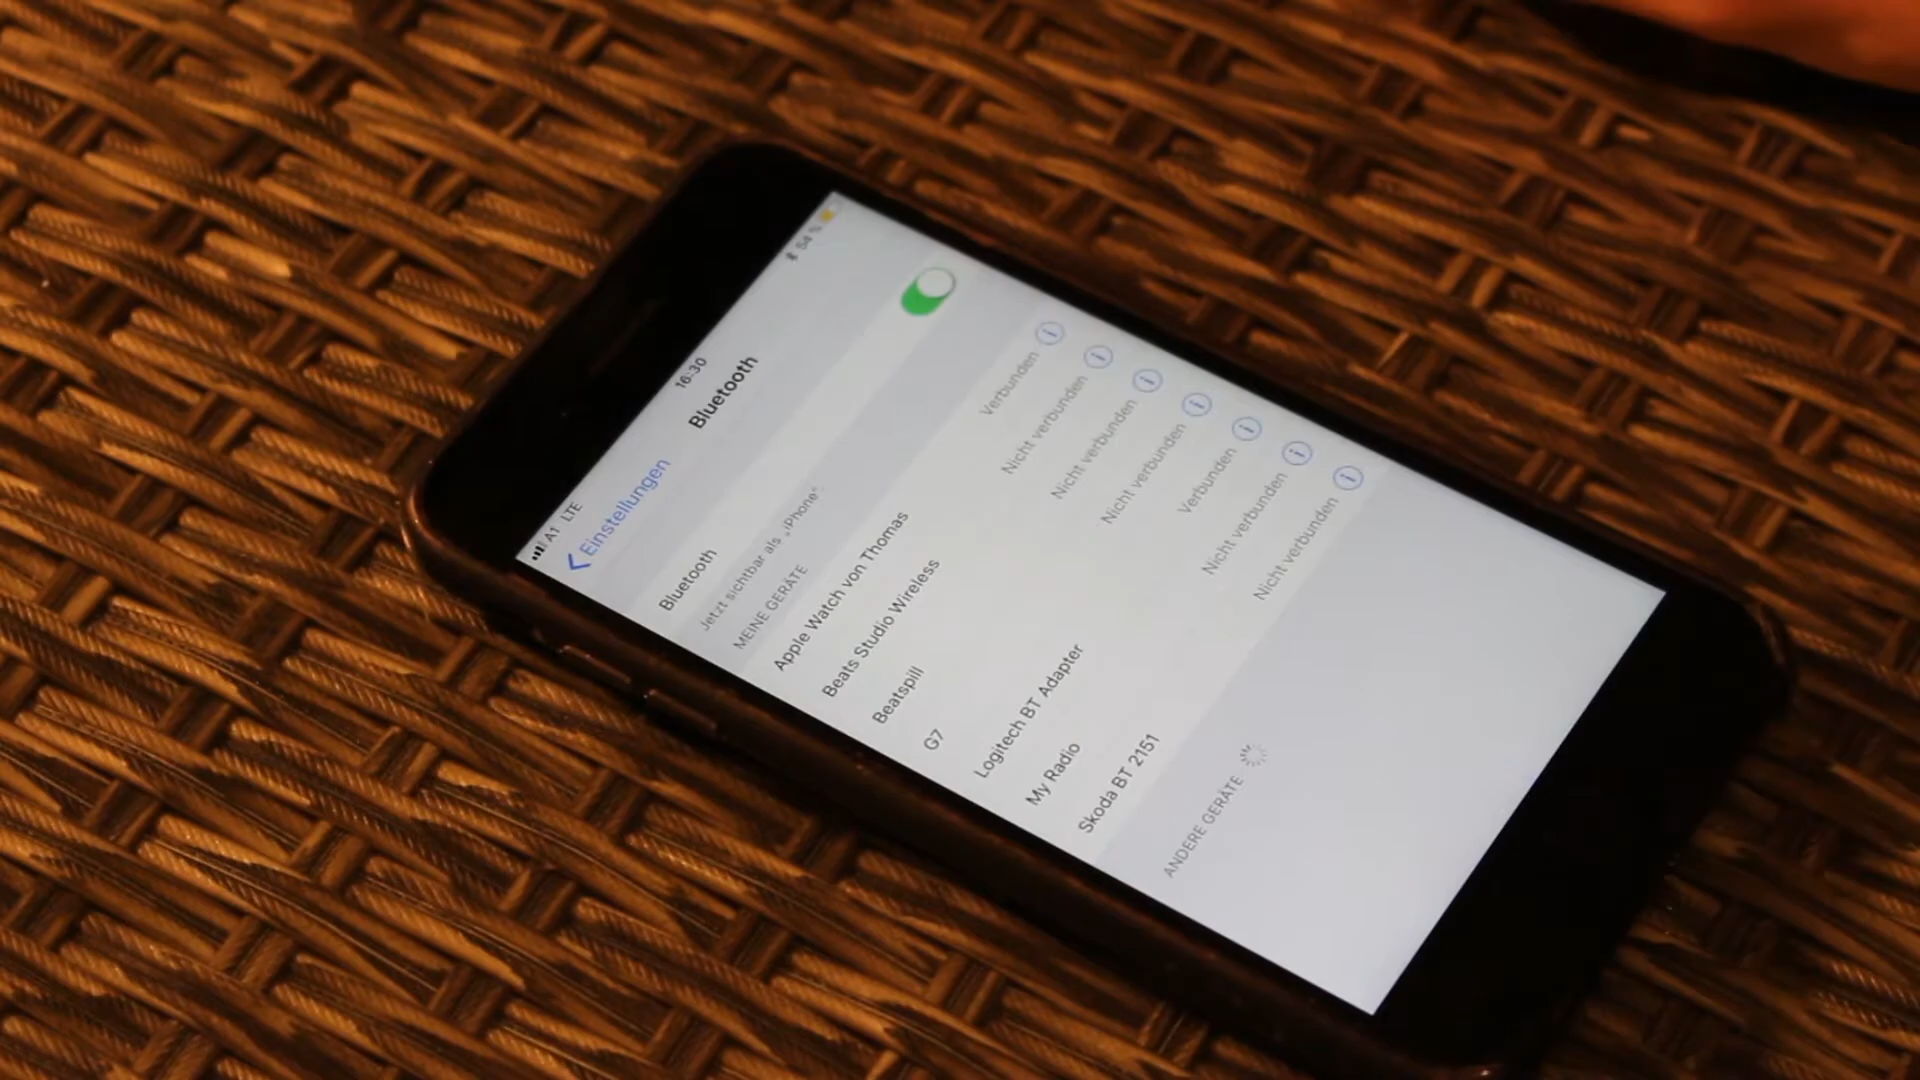 A1 LTE 16:30 54 %
Einstellungen Bluetooth
Bluetooth
Jetzt sichtbar als „iPhone“.
MEINE GERÄTE
Apple Watch von Thomas Verbunden
Beats Studio Wireless Nicht verbunden
Beatspill Nicht verbunden
G7 Nicht verbunden
Logitech BT Adapter Verbunden
My Radio Nicht verbunden
Skoda BT 2151 Nicht verbunden
ANDERE GERÄTE